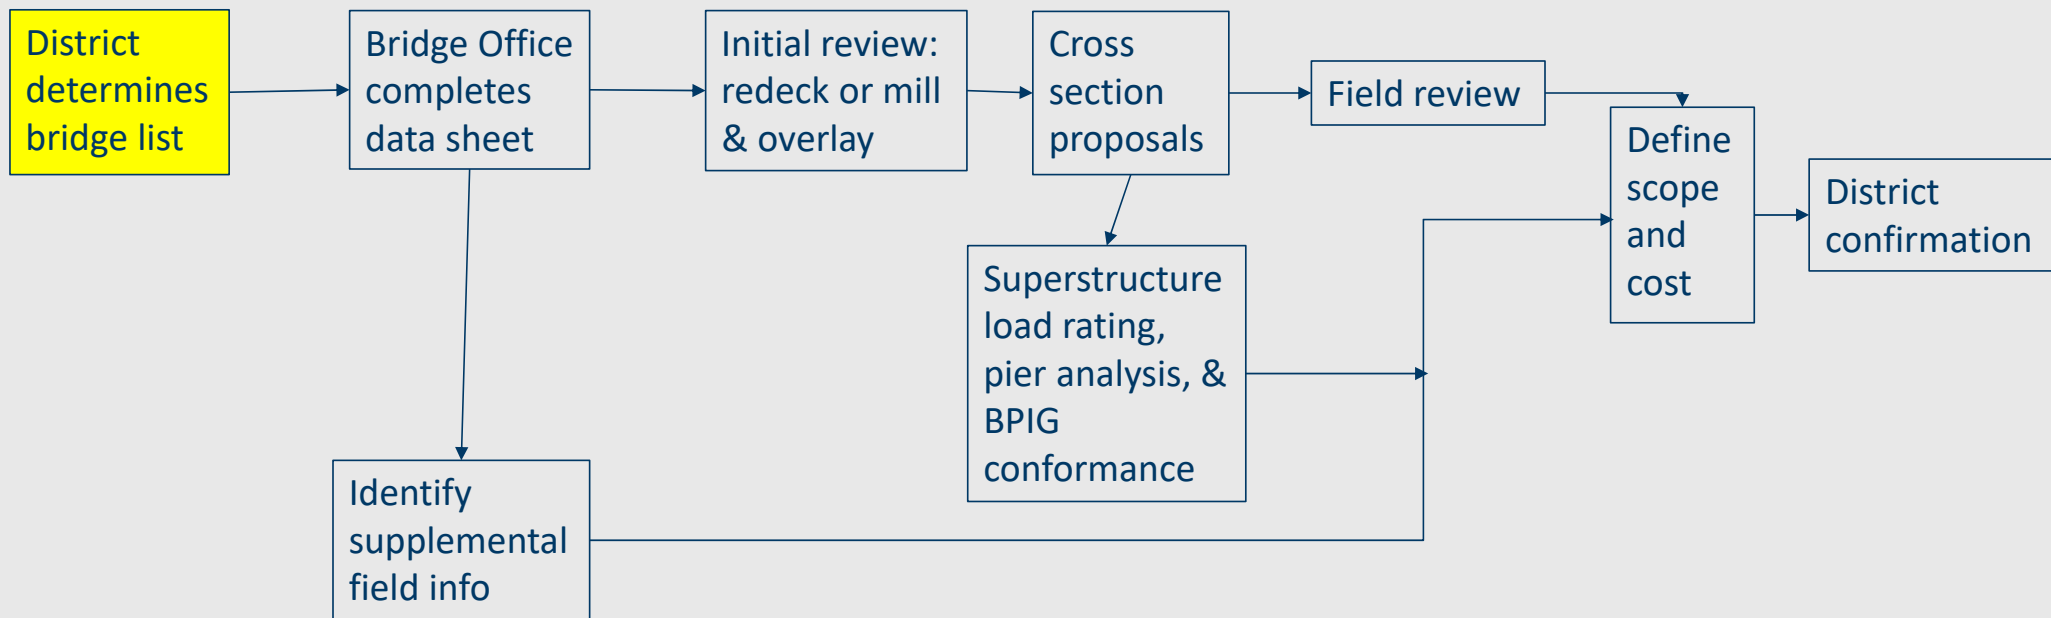 District
determines
bridge list
Bridge Office
completes
data sheet
Initial review:
redeck or mill
& overlay
Cross
section
proposals
Field review
Define
scope
and
cost
District
confirmation
Superstructure
load rating,
pier analysis, &
BPIG
conformance
Identify
supplemental
field info